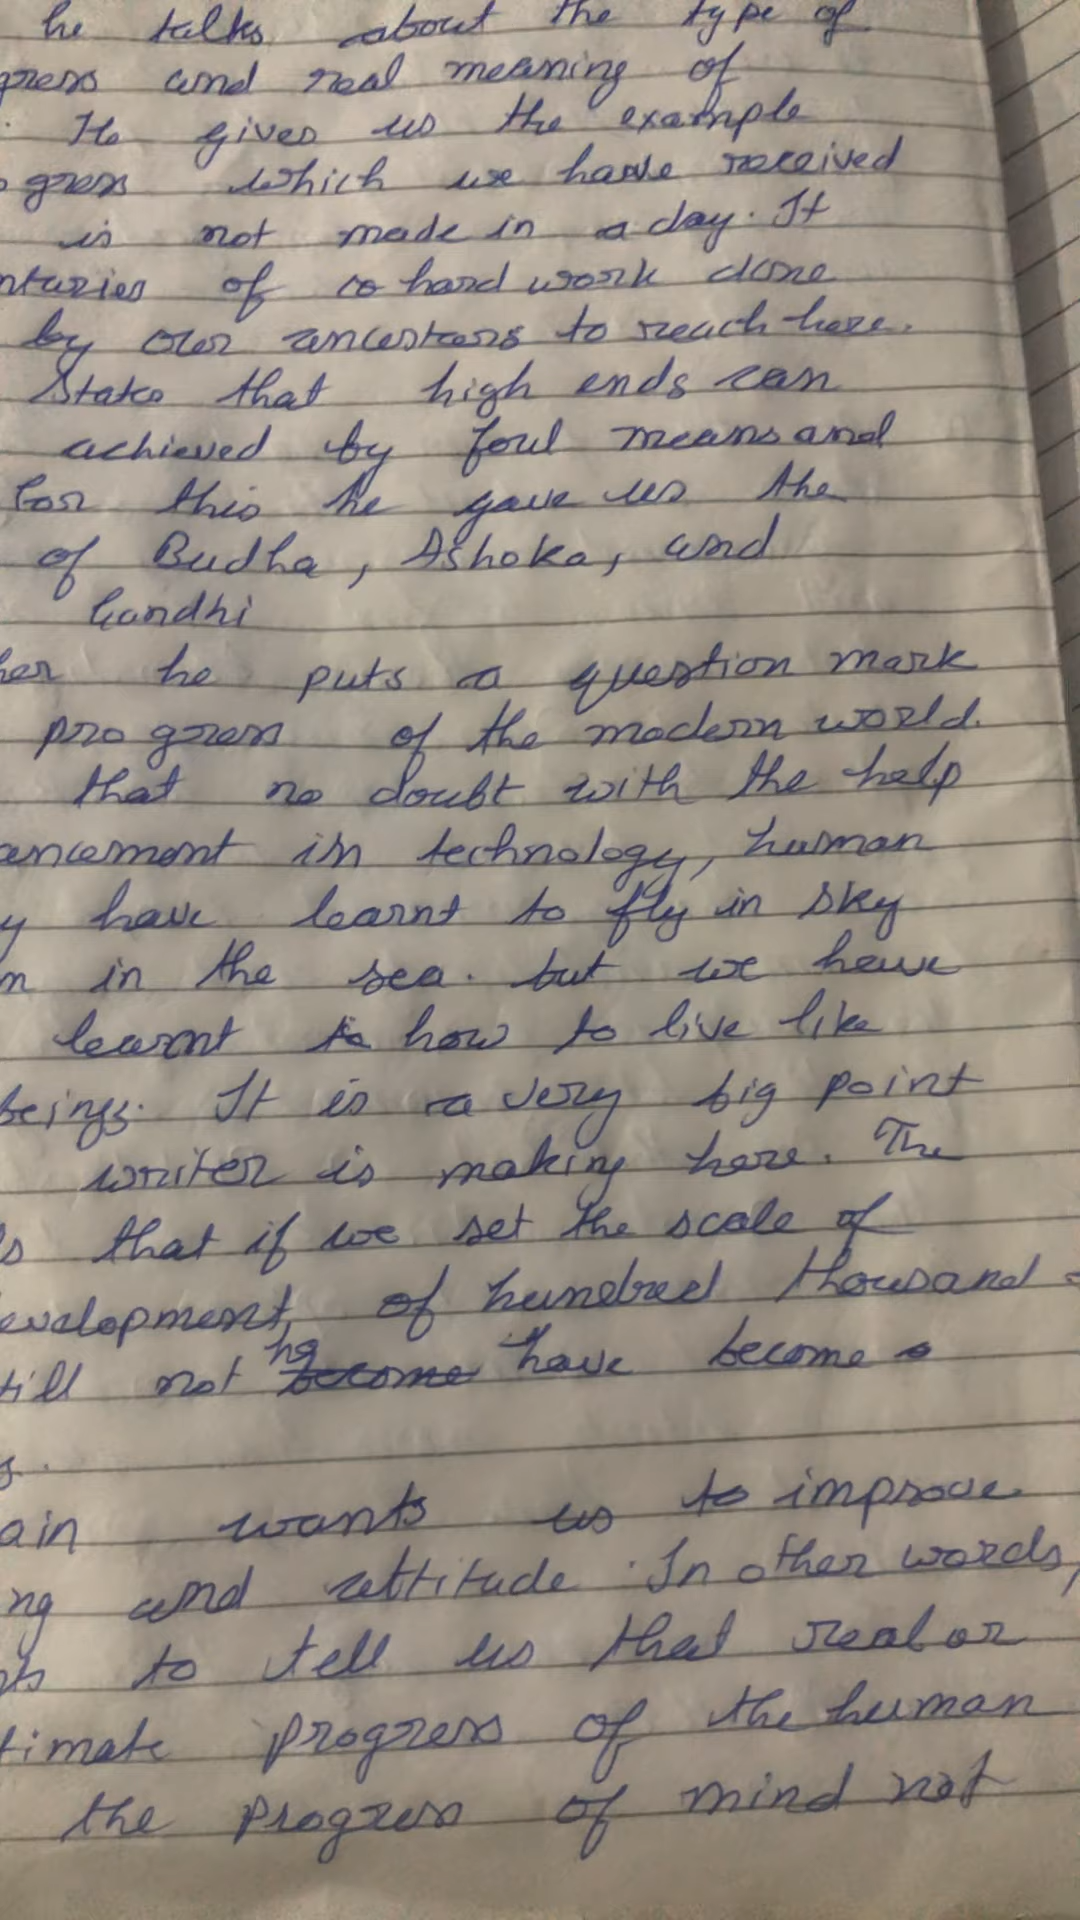 he talks about the type of
gress and real meaning of
. He gives us the example
ogress which we have received
is not made in a day. It
nturies of hard work done
by our ancestors to reach here.
States that high ends can
achieved by foul means and
for this he gave us the
of Budha, Ashoka, and
Gandhi
her he puts a question mark
progress of the modern world.
that no doubt with the help
ancement in technology, human
y have learnt to fly in sky
m in the sea. but we have
learnt how to live like
beings. It is a very big point
writer is making here. The
s that if we set the scale of
evelopment, of hundred thousand
till not have become
s.
ain wants us to improve
ng and attitude. In other words,
ts to tell us that real or
timate progress of the human
the Progress of mind not